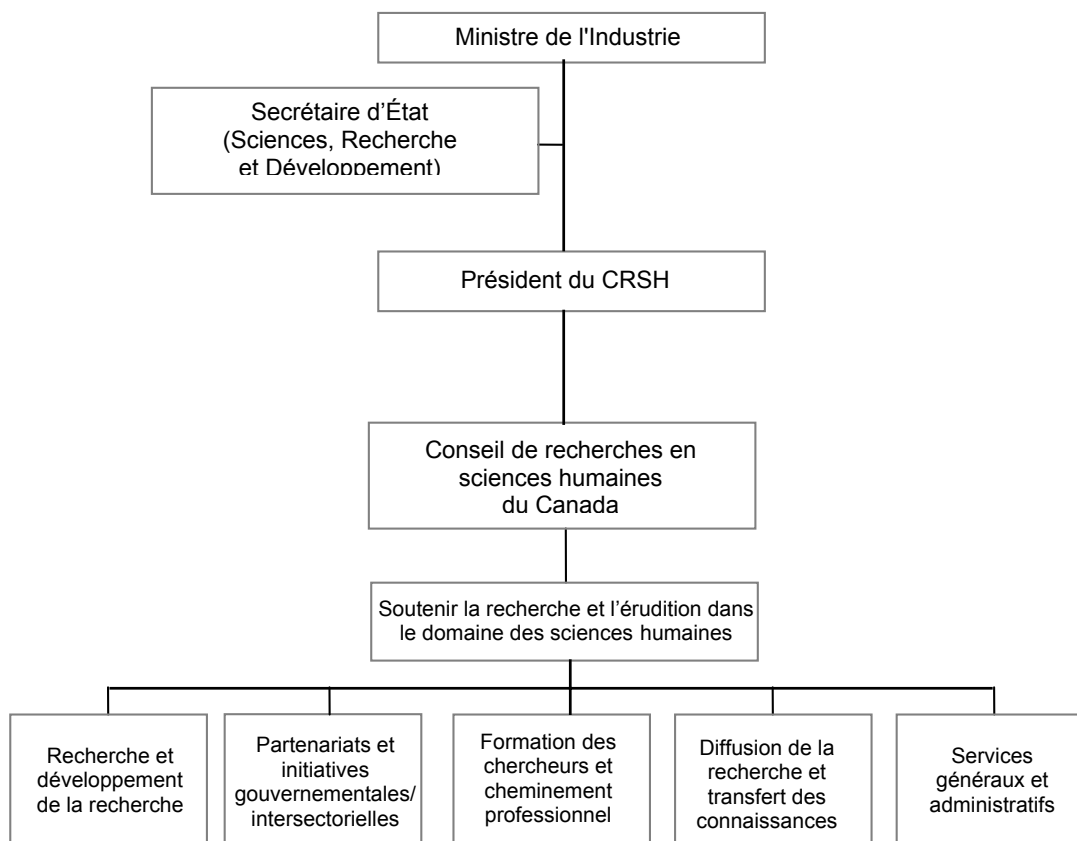 Ministre de l'Industrie
Secrétaire d’État
(Sciences, Recherche
et Développement)
Président du CRSH
Conseil de recherches en
sciences humaines
du Canada
Soutenir la recherche et l’érudition dans
le domaine des sciences humaines
Recherche et
développement
de la recherche
Partenariats et
initiatives
gouvernementales/
intersectorielles
Formation des
chercheurs et
cheminement
professionnel
Diffusion de la
recherche et
transfert des
connaissances
Services
généraux et
administratifs